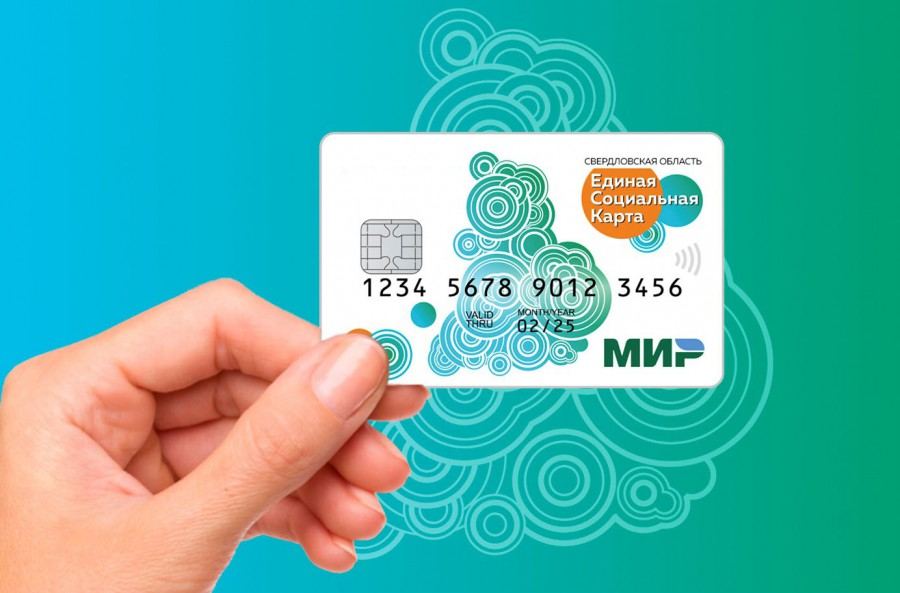 СВЕРДЛОВСКАЯ ОБЛАСТЬ
Единая
Социальная
Карта
1234 5678 9012 3456
VALID
THRU
MONTH/YEAR
02/25
МИР